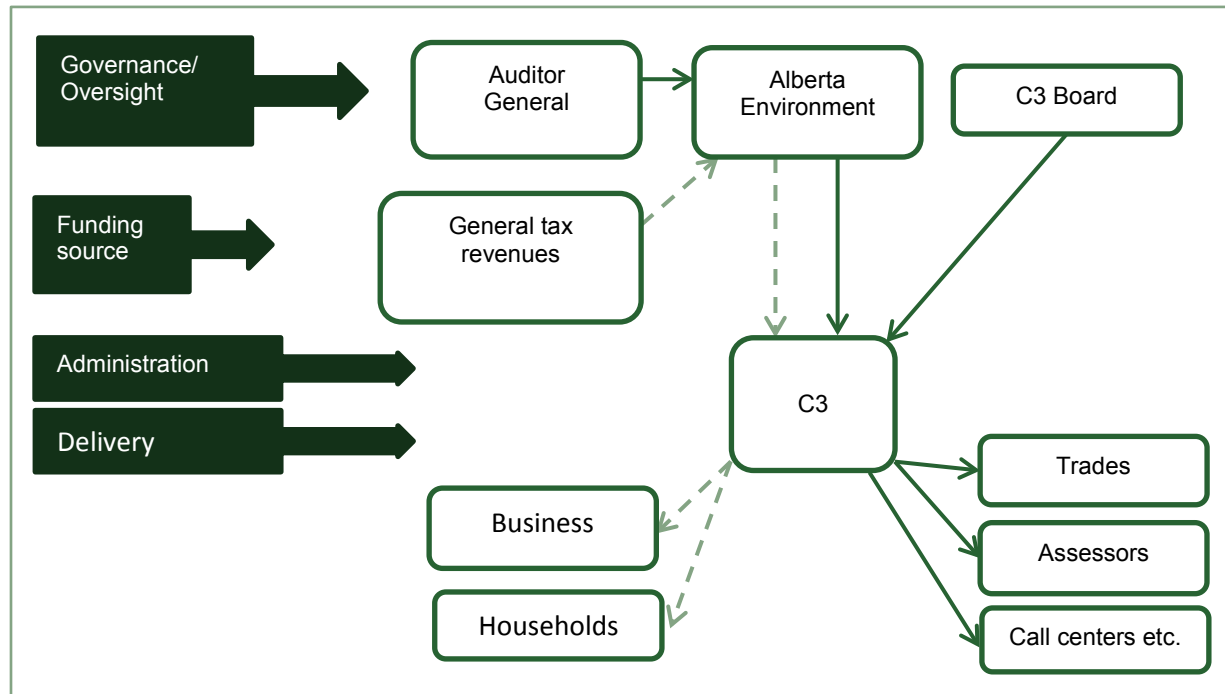 Governance/
Oversight
Auditor
General
Alberta
Environment
C3 Board
Funding
source
General tax
revenues
Administration
Delivery
C3
Business
Households
Trades
Assessors
Call centers etc.